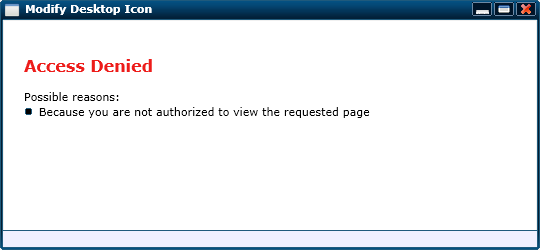 Modify Desktop Icon
Access Denied
Possible reasons:
Because you are not authorized to view the requested page